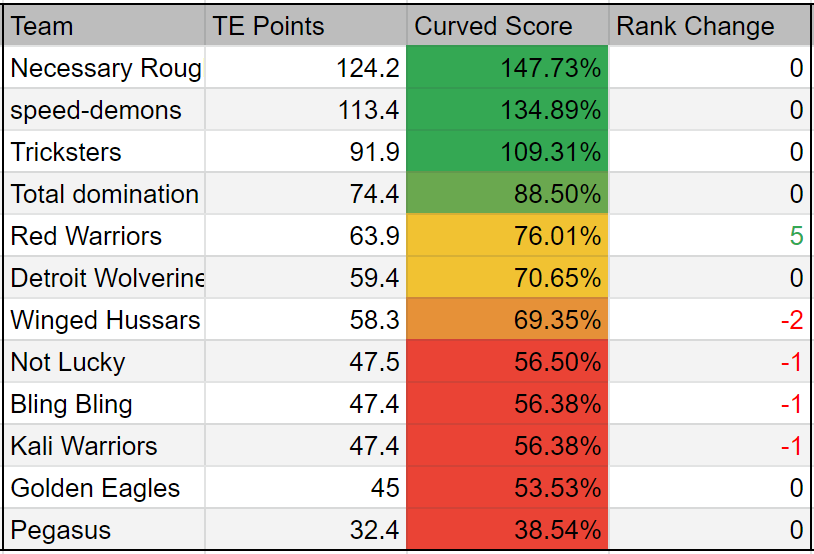 Team TE Points Curved Score Rank Change
Necessary Roug 124.2 147.73% 0
speed-demons 113.4 134.89% 0
Tricksters 91.9 109.31% 0
Total domination 74.4 88.50% 0
Red Warriors 63.9 76.01% 5
Detroit Wolverine 59.4 70.65% 0
Winged Hussars 58.3 69.35% -2
Not Lucky 47.5 56.50% -1
Bling Bling 47.4 56.38% -1
Kali Warriors 47.4 56.38% -1
Golden Eagles 45 53.53% 0
Pegasus 32.4 38.54% 0